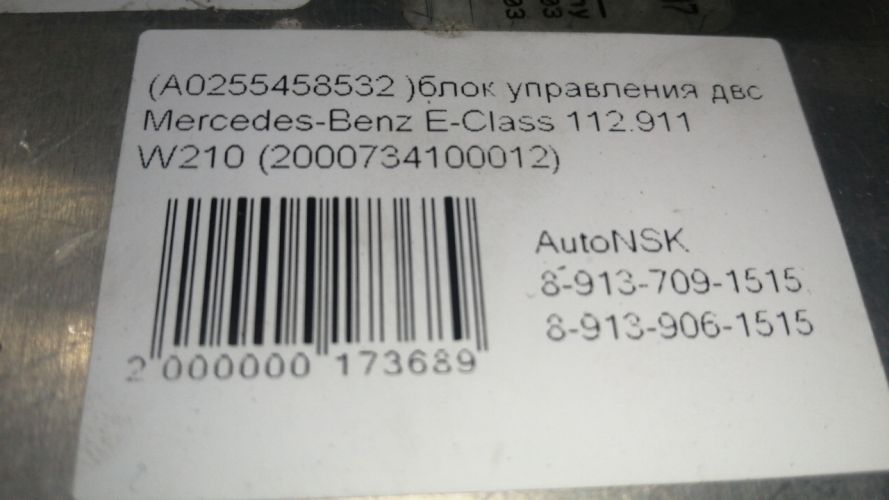 (A0255458532 )блок управления двс
Mercedes-Benz E-Class 112.911
W210 (2000734100012)
AutoNSK
8-913-709-1515
8-913-906-1515
2 000000 173689